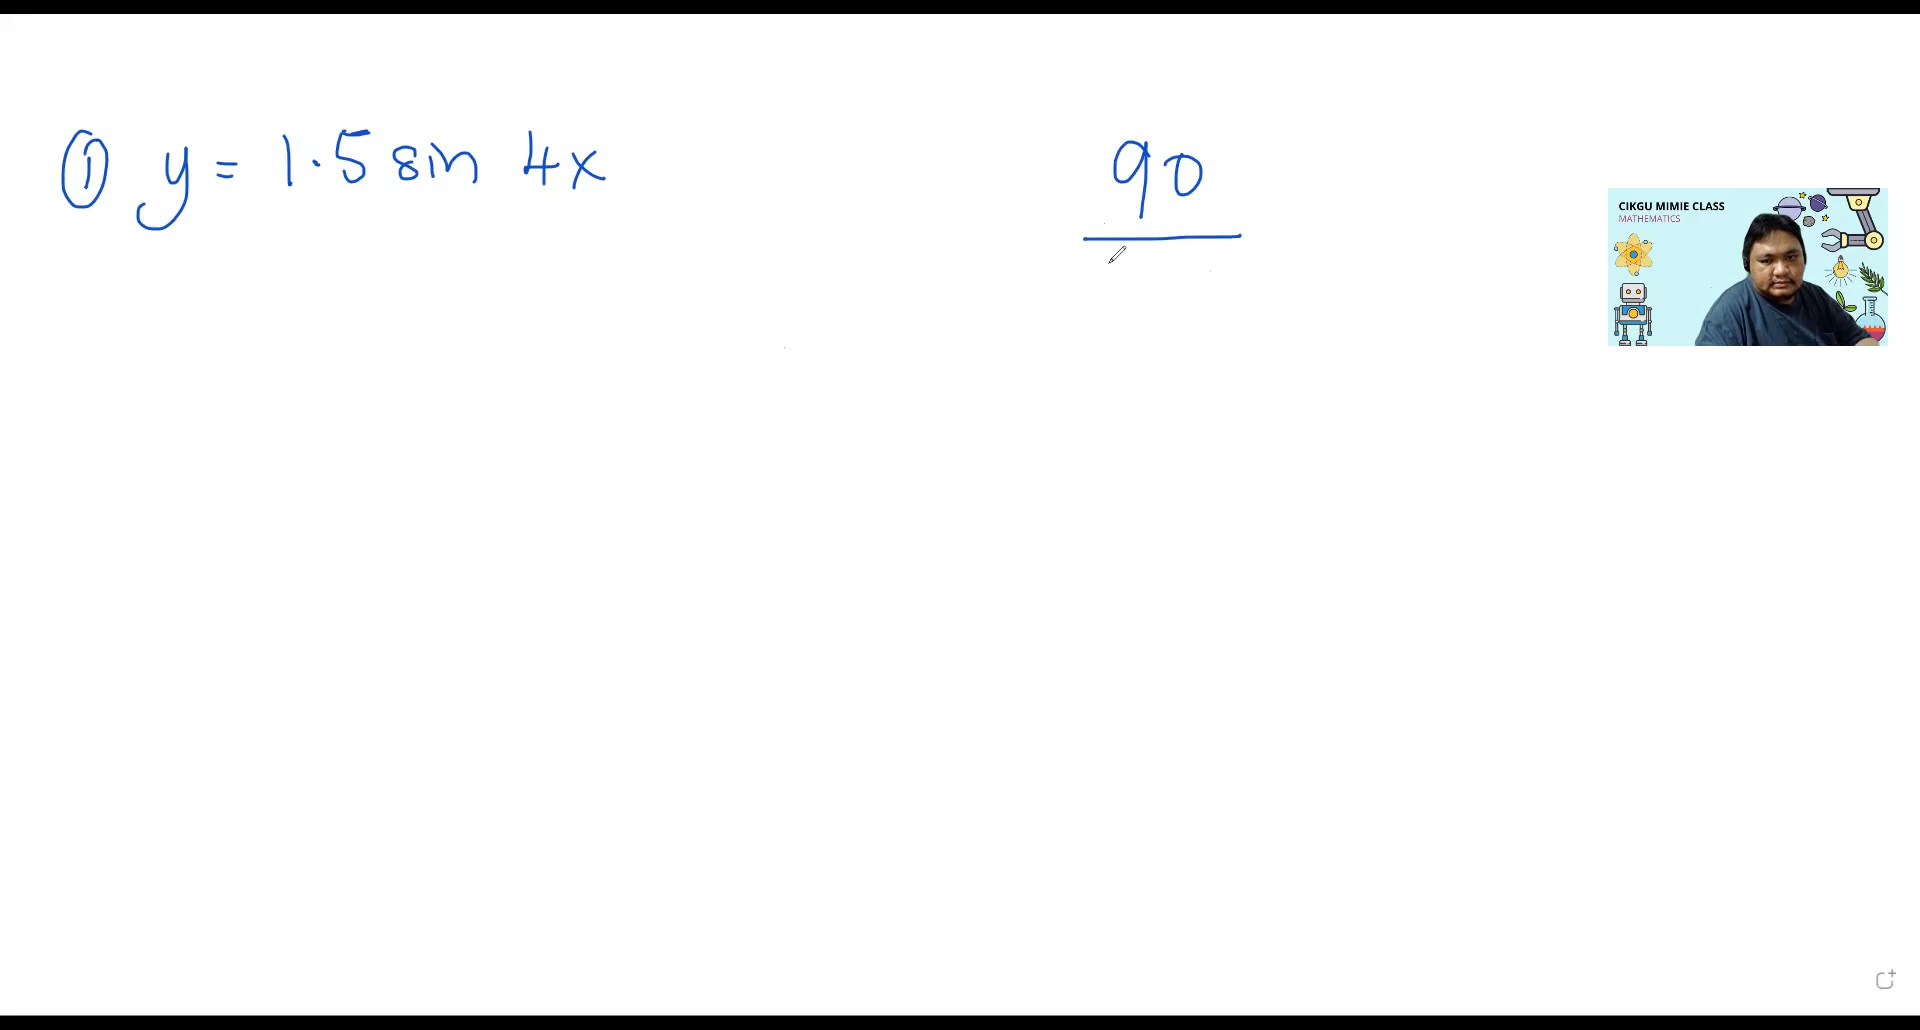 ① y = 1.5 sin 4x
90
CIKGU MIMIE CLASS
MATHEMATICS